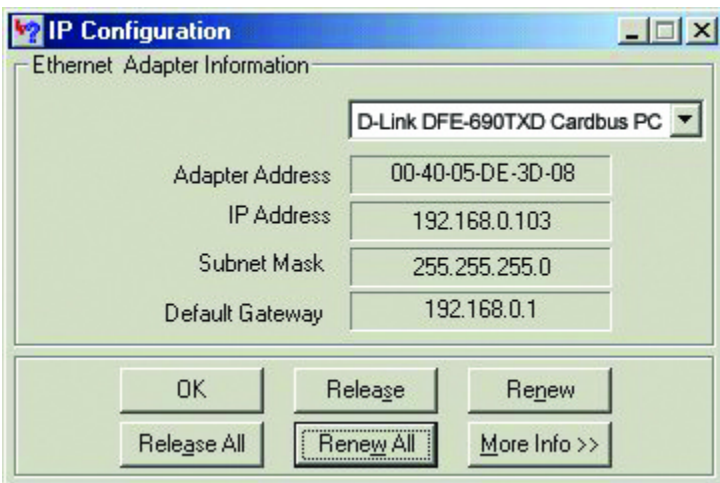 IP Configuration
Ethernet Adapter Information
D-Link DFE-690TXD Cardbus PC
Adapter Address 00-40-05-DE-3D-08
IP Address 192.168.0.103
Subnet Mask 255.255.255.0
Default Gateway 192.168.0.1
OK Release Renew
Release All Renew All More Info >>